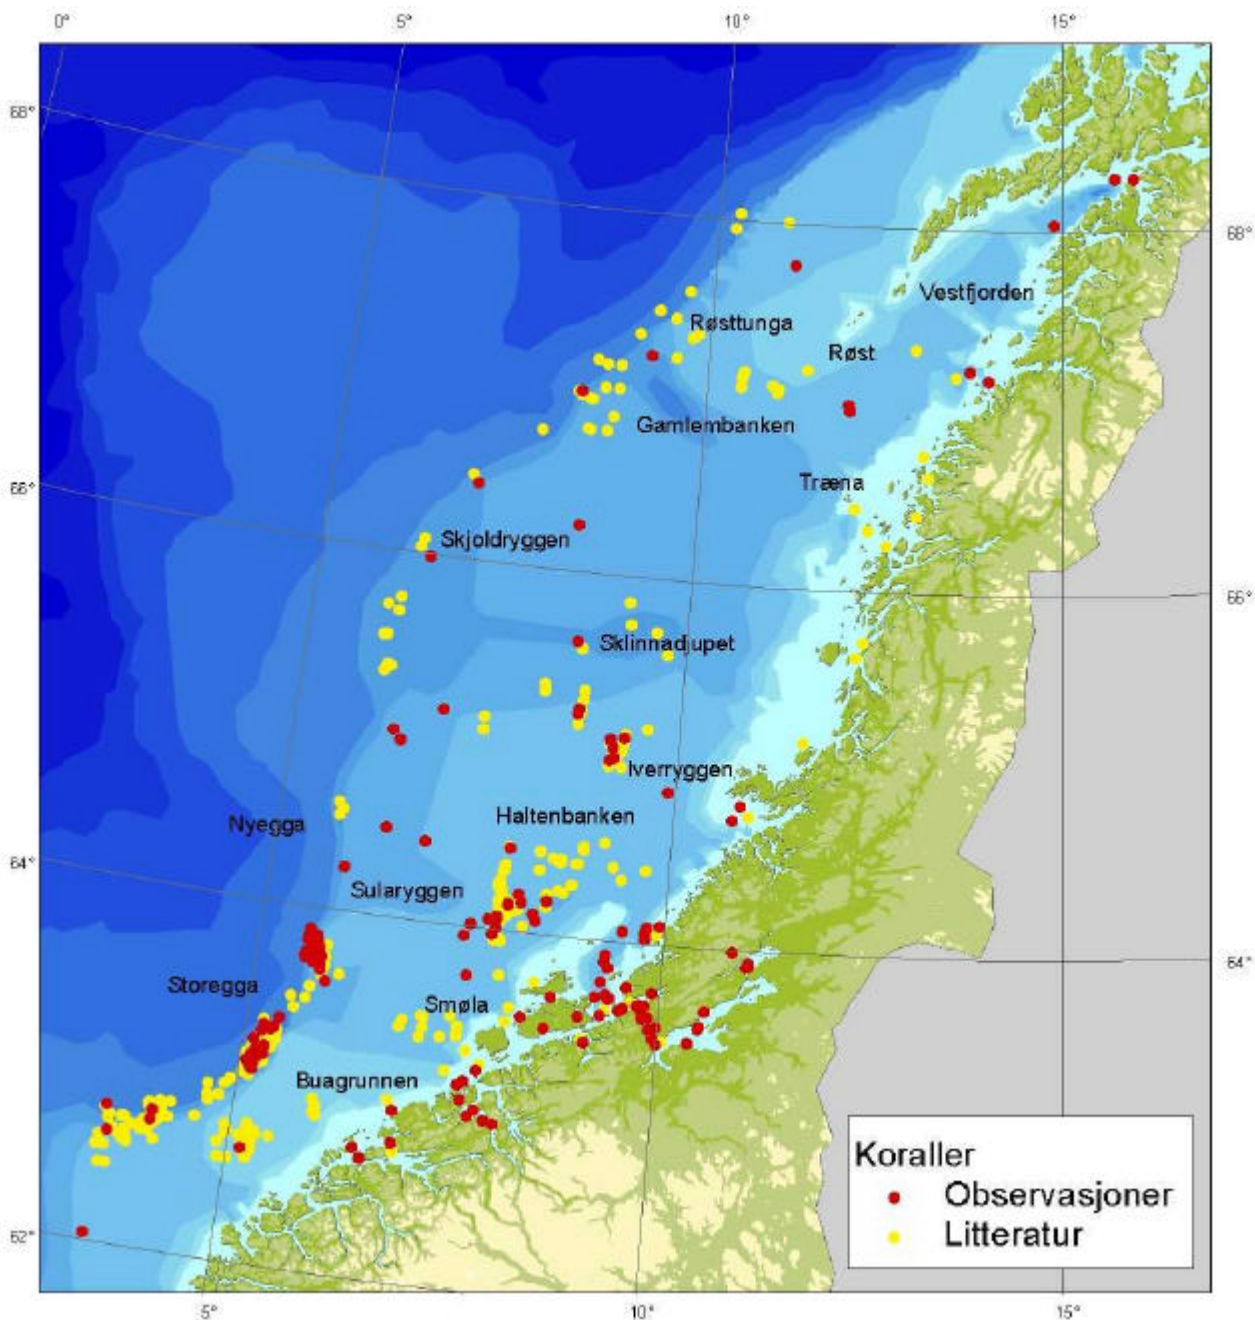 0° 5° 10° 15°
68°
68°
Vestfjorden
Røsttunga
Røst
Gamlembanken
Træna
66°
Skjoldryggen
66°
Sklinnadjupet
Iverryggen
Haltenbanken
Nyegga
64°
Sularyggen
64°
Storegga
Smøla
Buagrunnen
Koraller
Observasjoner
Litteratur
62°
5° 10° 15°